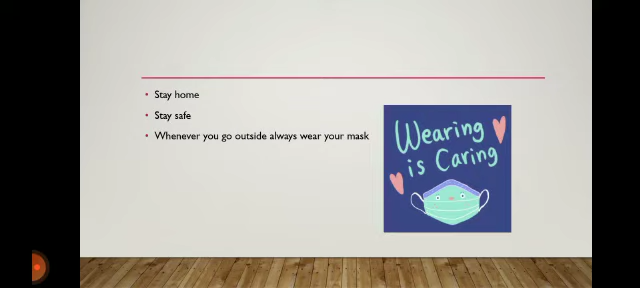 Stay home
Stay safe
Whenever you go outside always wear your mask
Wearing
is Caring